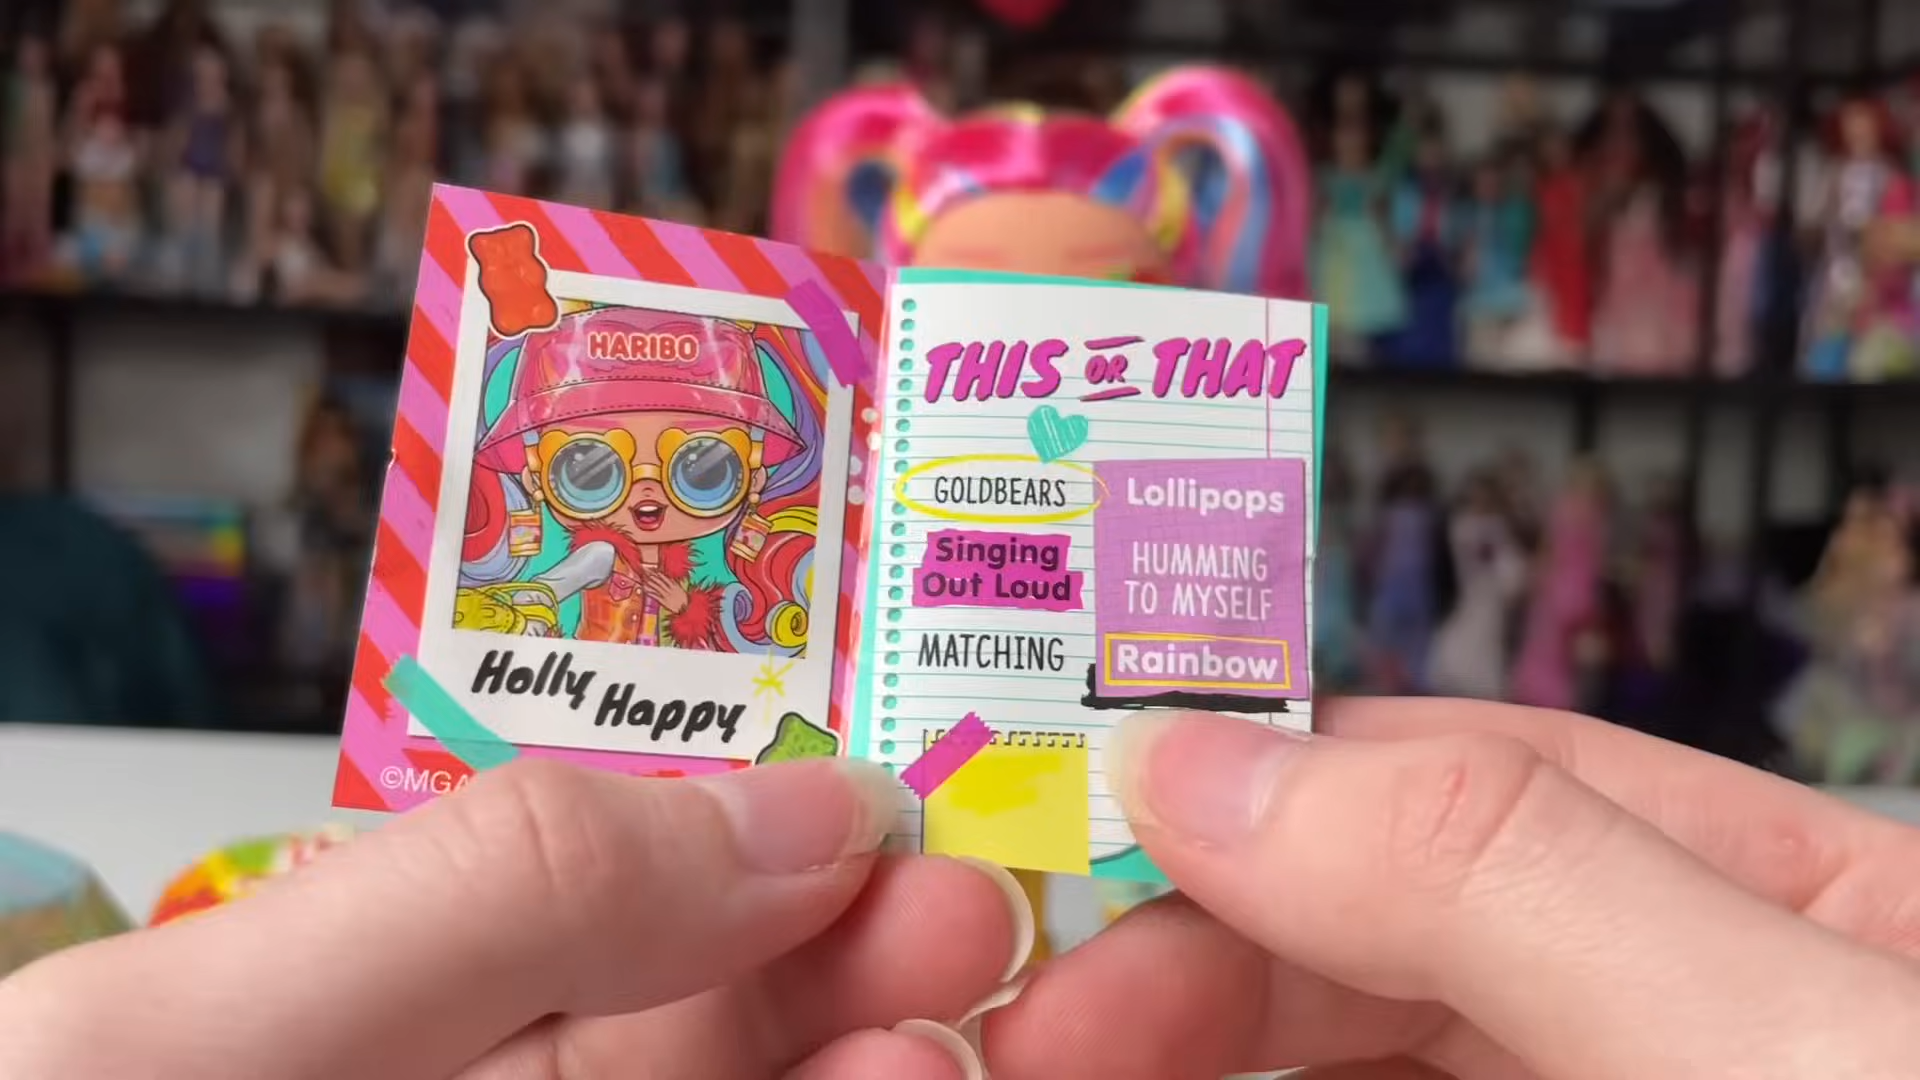 HARIBO
Holly Happy
©MGA
THIS OR THAT
GOLDBEARS
Lollipops
Singing
Out Loud
HUMMING
TO MYSELF
MATCHING
Rainbow